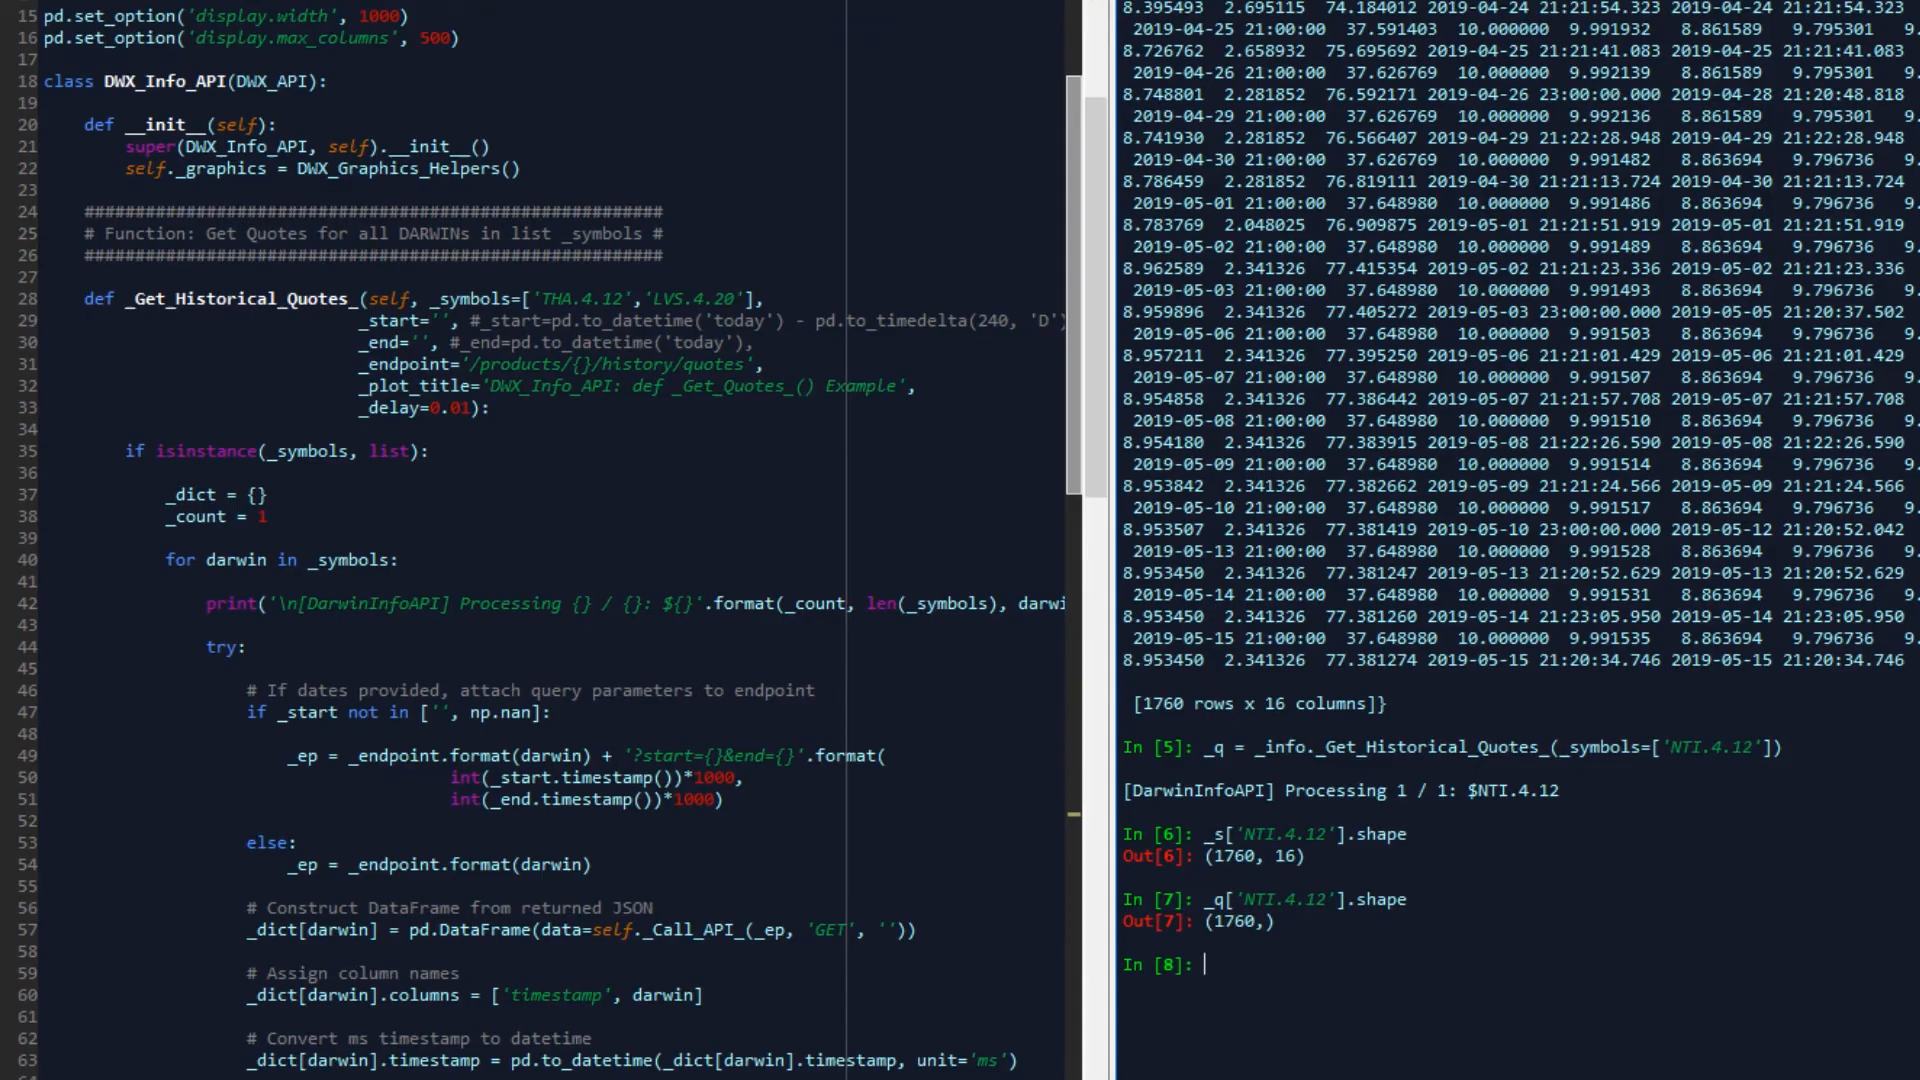 15 pd.set_option('display.width', 1000)
16 pd.set_option('display.max_columns', 500)
17
18 class DWX_Info_API(DWX_API):
19
20 def __init__(self):
21 super(DWX_Info_API, self).__init__()
22 self._graphics = DWX_Graphics_Helpers()
23
24 #########################################################
25 # Function: Get Quotes for all DARWINs in list _symbols #
26 #########################################################
27
28 def _Get_Historical_Quotes_(self, _symbols=['THA.4.12','LVS.4.20'],
29 _start='', #_start=pd.to_datetime('today') - pd.to_timedelta(240, 'D')
30 _end='', #_end=pd.to_datetime('today'),
31 _endpoint='/products/{}/history/quotes',
32 _plot_title='DWX_Info_API: def _Get_Quotes_() Example',
33 _delay=0.01):
34
35 if isinstance(_symbols, list):
36
37 _dict = {}
38 _count = 1
39
40 for darwin in _symbols:
41
42 print('\n[DarwinInfoAPI] Processing {} / {}: ${}'.format(_count, len(_symbols), darwi
43
44 try:
45
46 # If dates provided, attach query parameters to endpoint
47 if _start not in ['', np.nan]:
48
49 _ep = _endpoint.format(darwin) + '?start={}&end={}'.format(
50 int(_start.timestamp())*1000,
51 int(_end.timestamp())*1000)
52
53 else:
54 _ep = _endpoint.format(darwin)
55
56 # Construct DataFrame from returned JSON
57 _dict[darwin] = pd.DataFrame(data=self._Call_API_(_ep, 'GET', ''))
58
59 # Assign column names
60 _dict[darwin].columns = ['timestamp', darwin]
61
62 # Convert ms timestamp to datetime
63 _dict[darwin].timestamp = pd.to_datetime(_dict[darwin].timestamp, unit='ms')
8.395493 2.695115 74.184012 2019-04-24 21:21:54.323 2019-04-24 21:21:54.323
2019-04-25 21:00:00 37.591403 10.000000 9.991932 8.861589 9.795301 9.
8.726762 2.658932 75.695692 2019-04-25 21:21:41.083 2019-04-25 21:21:41.083
2019-04-26 21:00:00 37.626769 10.000000 9.992139 8.861589 9.795301 9.
8.748801 2.281852 76.592171 2019-04-26 23:00:00.000 2019-04-28 21:20:48.818
2019-04-29 21:00:00 37.626769 10.000000 9.992136 8.861589 9.795301 9.
8.741930 2.281852 76.566407 2019-04-29 21:22:28.948 2019-04-29 21:22:28.948
2019-04-30 21:00:00 37.626769 10.000000 9.991482 8.863694 9.796736 9.
8.786459 2.281852 76.819111 2019-04-30 21:21:13.724 2019-04-30 21:21:13.724
2019-05-01 21:00:00 37.648980 10.000000 9.991486 8.863694 9.796736 9.
8.783769 2.048025 76.909875 2019-05-01 21:21:51.919 2019-05-01 21:21:51.919
2019-05-02 21:00:00 37.648980 10.000000 9.991489 8.863694 9.796736 9.
8.962589 2.341326 77.415354 2019-05-02 21:21:23.336 2019-05-02 21:21:23.336
2019-05-03 21:00:00 37.648980 10.000000 9.991493 8.863694 9.796736 9.
8.959896 2.341326 77.405272 2019-05-03 23:00:00.000 2019-05-05 21:20:37.502
2019-05-06 21:00:00 37.648980 10.000000 9.991503 8.863694 9.796736 9.
8.957211 2.341326 77.395250 2019-05-06 21:21:01.429 2019-05-06 21:21:01.429
2019-05-07 21:00:00 37.648980 10.000000 9.991507 8.863694 9.796736 9.
8.954858 2.341326 77.386442 2019-05-07 21:21:57.708 2019-05-07 21:21:57.708
2019-05-08 21:00:00 37.648980 10.000000 9.991510 8.863694 9.796736 9.
8.954180 2.341326 77.383915 2019-05-08 21:22:26.590 2019-05-08 21:22:26.590
2019-05-09 21:00:00 37.648980 10.000000 9.991514 8.863694 9.796736 9.
8.953842 2.341326 77.382662 2019-05-09 21:21:24.566 2019-05-09 21:21:24.566
2019-05-10 21:00:00 37.648980 10.000000 9.991517 8.863694 9.796736 9.
8.953507 2.341326 77.381419 2019-05-10 23:00:00.000 2019-05-12 21:20:52.042
2019-05-13 21:00:00 37.648980 10.000000 9.991528 8.863694 9.796736 9.
8.953450 2.341326 77.381247 2019-05-13 21:20:52.629 2019-05-13 21:20:52.629
2019-05-14 21:00:00 37.648980 10.000000 9.991531 8.863694 9.796736 9.
8.953450 2.341326 77.381260 2019-05-14 21:23:05.950 2019-05-14 21:23:05.950
2019-05-15 21:00:00 37.648980 10.000000 9.991535 8.863694 9.796736 9.
8.953450 2.341326 77.381274 2019-05-15 21:20:34.746 2019-05-15 21:20:34.746
[1760 rows x 16 columns]}
In [5]: _q = _info._Get_Historical_Quotes_(_symbols=['NTI.4.12'])
[DarwinInfoAPI] Processing 1 / 1: $NTI.4.12
In [6]: _s['NTI.4.12'].shape
Out[6]: (1760, 16)
In [7]: _q['NTI.4.12'].shape
Out[7]: (1760,)
In [8]: